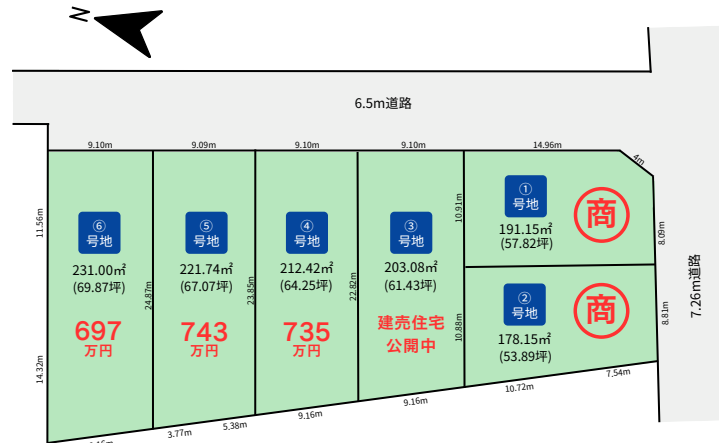 N
6.5m道路
9.10m
9.09m
9.10m
9.10m
14.96m
4m
⑥
号地
231.00㎡
(69.87坪)
697
万円
⑤
号地
221.74㎡
(67.07坪)
743
万円
④
号地
212.42㎡
(64.25坪)
735
万円
③
号地
203.08㎡
(61.43坪)
建売住宅
公開中
①
号地
191.15㎡
(57.82坪)
商
②
号地
178.15㎡
(53.89坪)
商
11.56m
14.32m
24.87m
23.85m
22.82m
10.91m
10.88m
8.09m
8.81m
7.26m道路
3.77m
5.38m
9.16m
9.16m
10.72m
7.54m